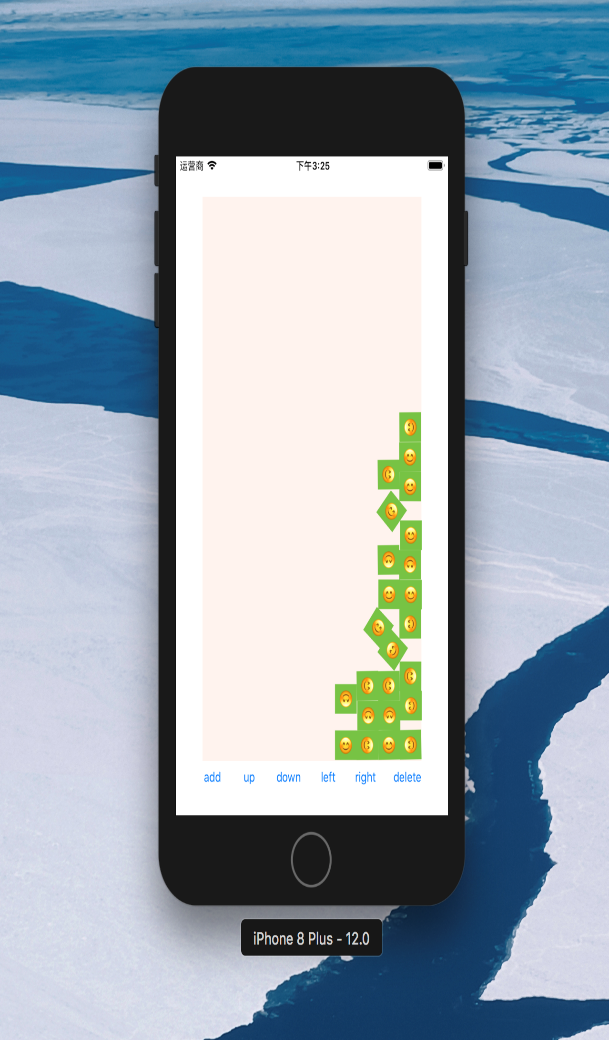 运营商 下午3:25
add up down left right delete
iPhone 8 Plus - 12.0